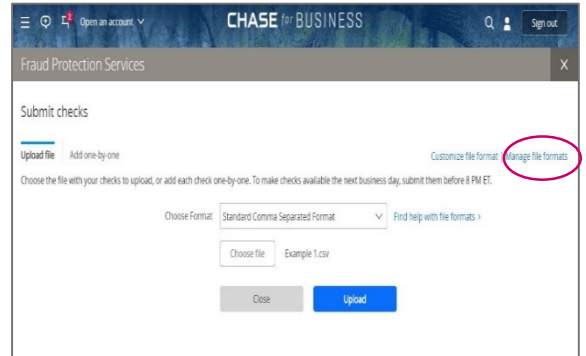 2 Open an account CHASE for BUSINESS Sign out
Fraud Protection Services X
Submit checks
Upload file Add one-by-one Customize file format | Manage file formats
Choose the file with your checks to upload, or add each check one-by-one. To make checks available the next business day, submit them before 8 PM ET.
Choose Format Standard Comma Separated Format Find help with file formats >
Choose file Example 1.csv
Close Upload